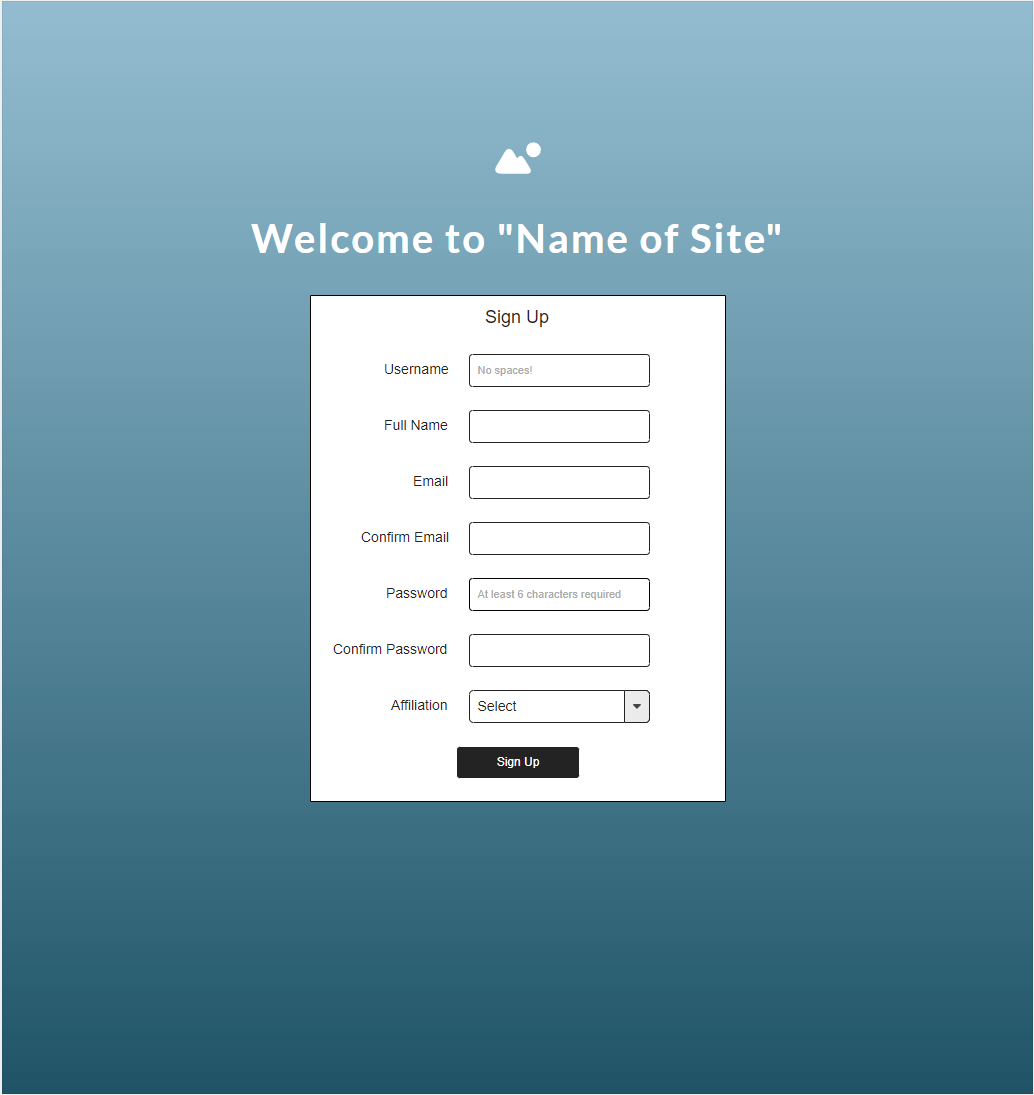 Welcome to "Name of Site"
Sign Up
Username No spaces!
Full Name
Email
Confirm Email
Password At least 6 characters required
Confirm Password
Affiliation Select
Sign Up